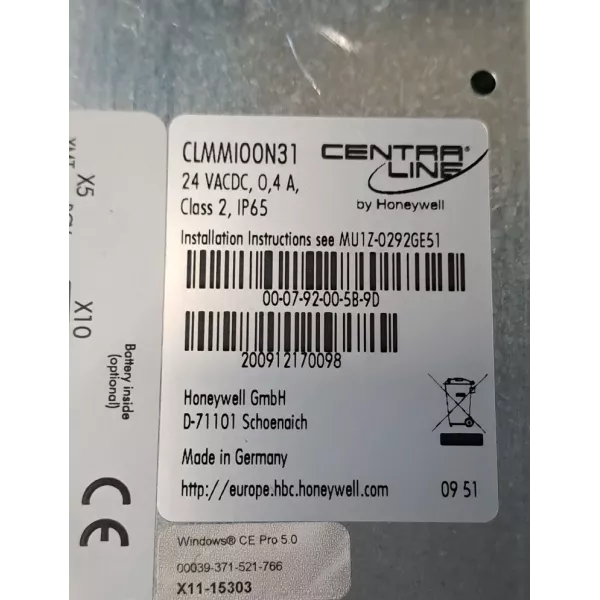 CLMMI00N31
24 VACDC, 0,4 A,
Class 2, IP65
CENTRA®
LINE
by Honeywell
Installation Instructions see MU1Z-0292GE51
00-07-92-00-5B-9D
200912170098
Honeywell GmbH
D-71101 Schoenaich
Made in Germany
http://europe.hbc.honeywell.com
09 51
X5
X10
Battery inside
(optional)
CE
Windows® CE Pro 5.0
00039-371-521-766
X11-15303